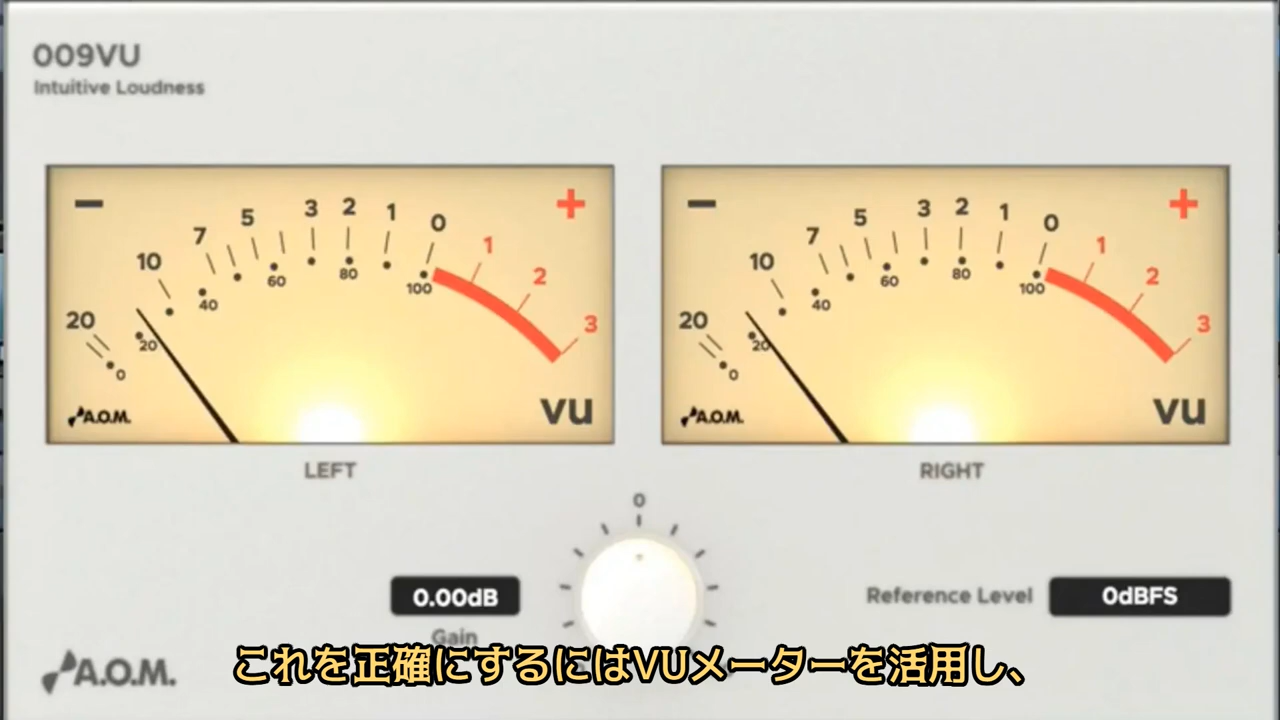 009VU
Intuitive Loudness
− +
20 10 7 5 3 2 1 0 1 2 3
0 20 40 60 80 100
A.O.M. VU
LEFT
− +
20 10 7 5 3 2 1 0 1 2 3
0 20 40 60 80 100
A.O.M. VU
RIGHT
0
0.00dB
Gain
Reference Level 0dBFS
A.O.M.
これを正確にするにはVUメーターを活用し、